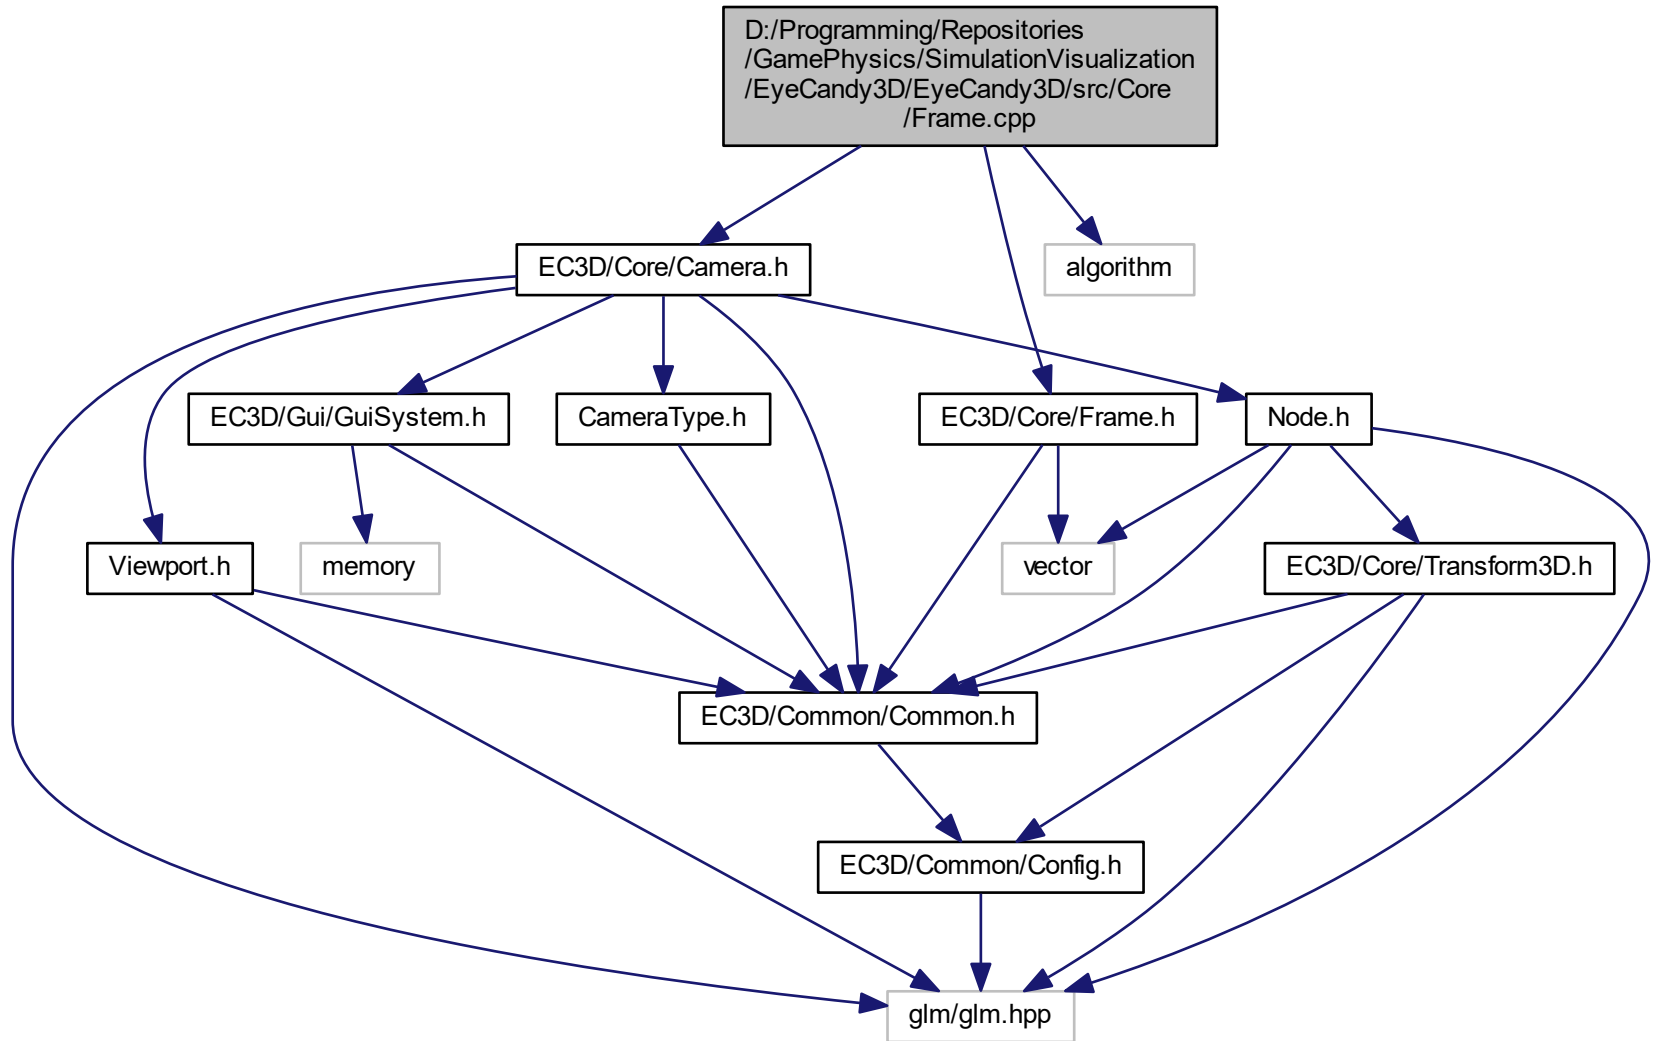 D:/Programming/Repositories
/GamePhysics/SimulationVisualization
/EyeCandy3D/EyeCandy3D/src/Core
/Frame.cpp
EC3D/Core/Camera.h
algorithm
EC3D/Gui/GuiSystem.h
CameraType.h
EC3D/Core/Frame.h
Node.h
Viewport.h
memory
vector
EC3D/Core/Transform3D.h
EC3D/Common/Common.h
EC3D/Common/Config.h
glm/glm.hpp